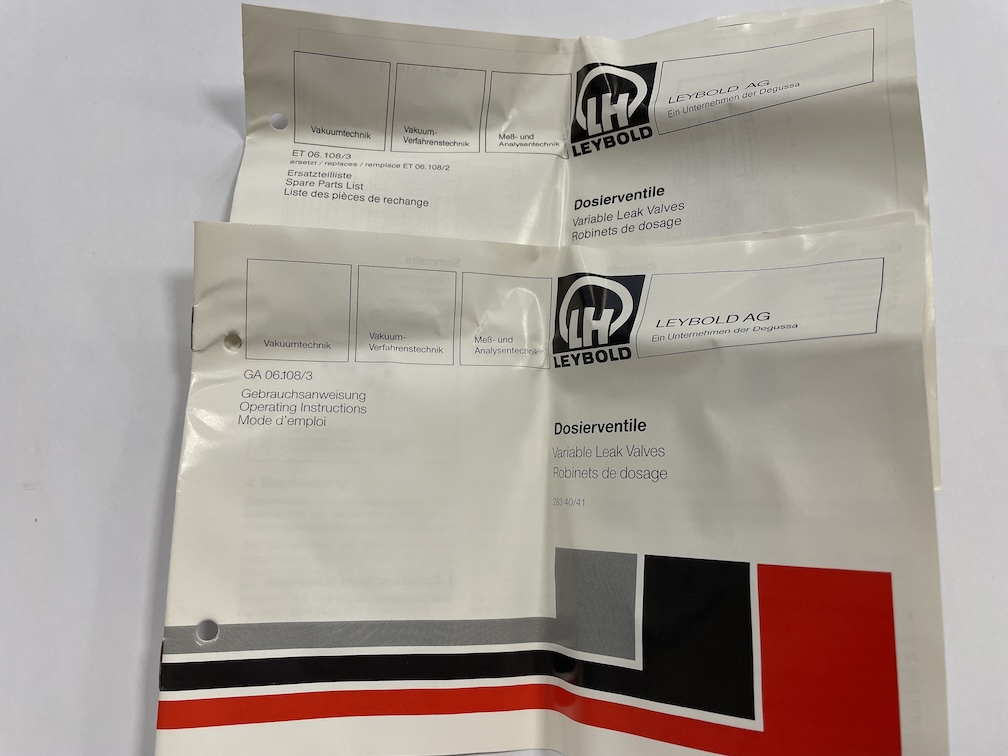 Vakuumtechnik
Vakuum-
Verfahrenstechnik
Meß- und
Analysentechnik
LH
LEYBOLD
LEYBOLD AG
Ein Unternehmen der Degussa
ET 06.108/3
ersetzt / replaces / remplace ET 06.108/2
Ersatzteilliste
Spare Parts List
Liste des pièces de rechange
Dosierventile
Variable Leak Valves
Robinets de dosage
Vakuumtechnik
Vakuum-
Verfahrenstechnik
Meß- und
Analysentechnik
LH
LEYBOLD
LEYBOLD AG
Ein Unternehmen der Degussa
GA 06.108/3
Gebrauchsanweisung
Operating Instructions
Mode d'emploi
Dosierventile
Variable Leak Valves
Robinets de dosage
283 40/41